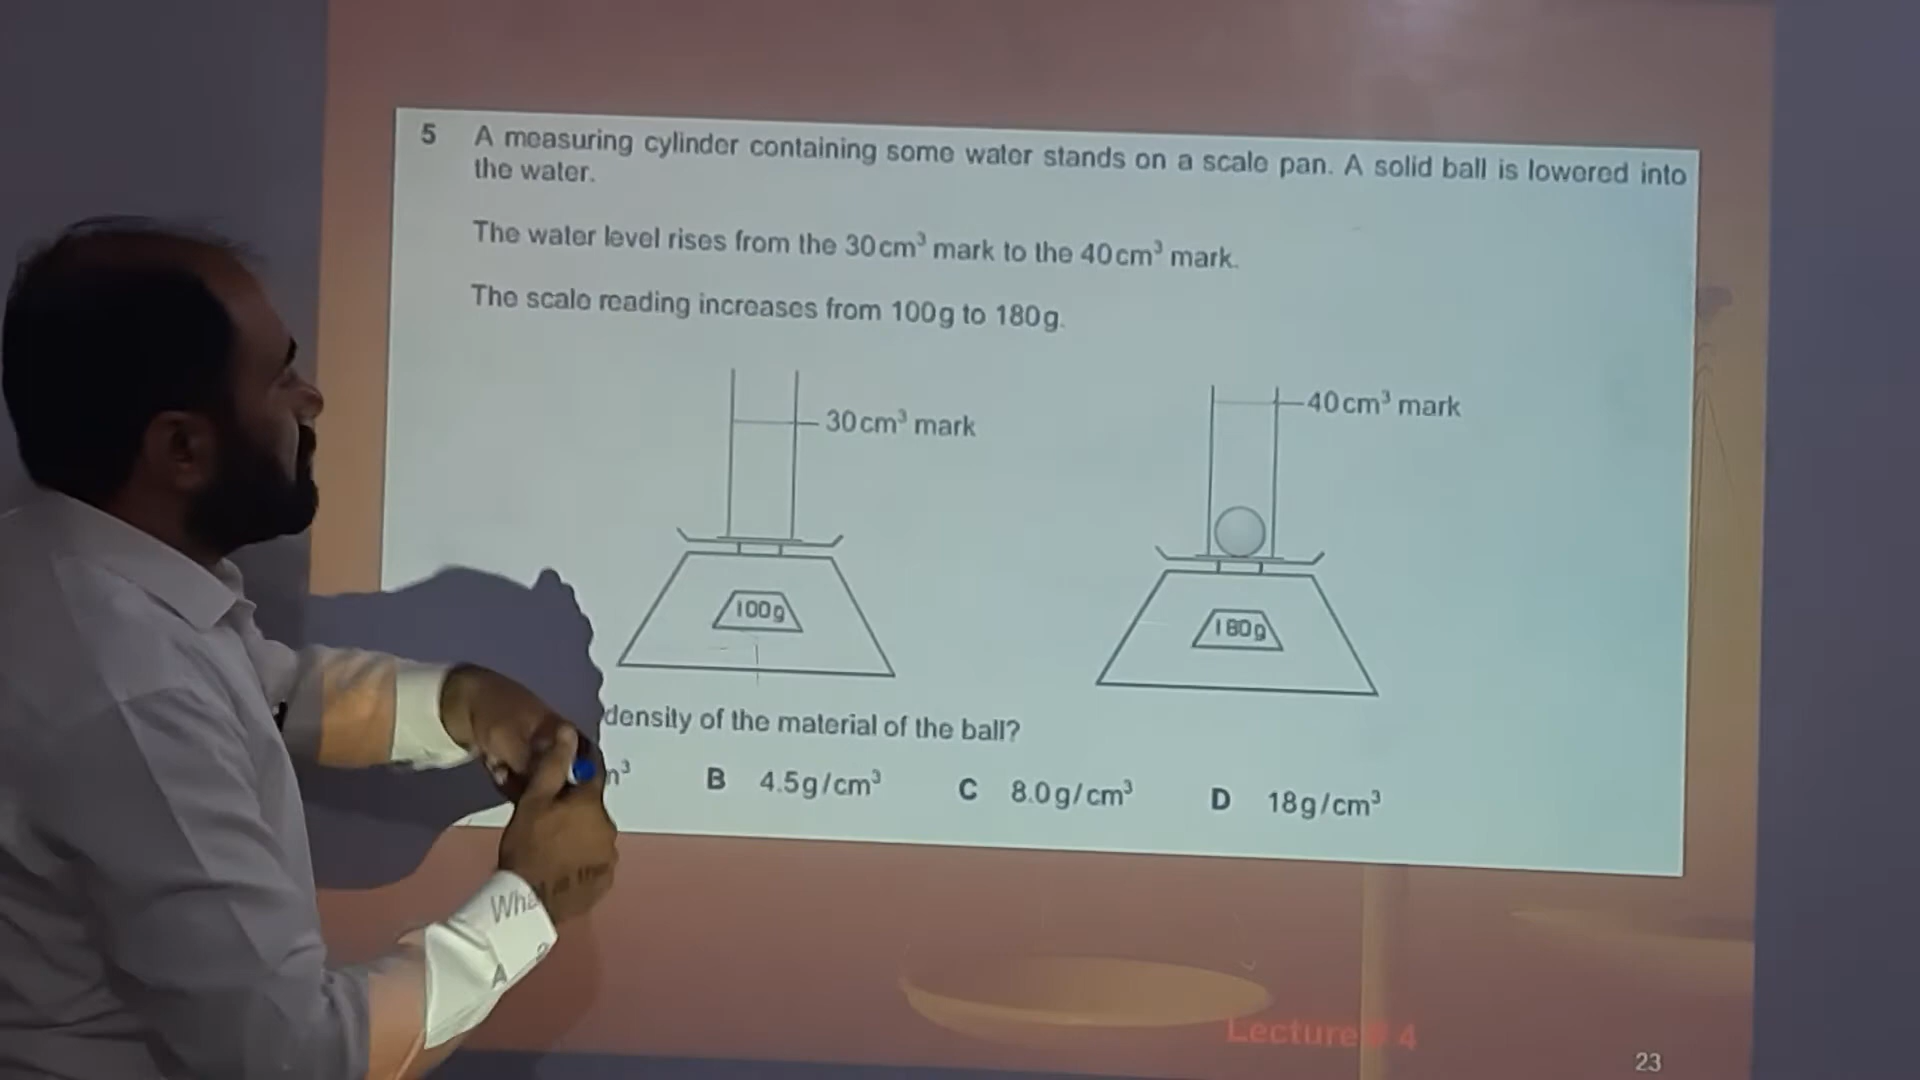 5 A measuring cylinder containing some water stands on a scale pan. A solid ball is lowered into
the water.
The water level rises from the 30cm³ mark to the 40cm³ mark.
The scale reading increases from 100g to 180g.
30cm³ mark
40cm³ mark
100g
180g
What density of the material of the ball?
A B 4.5g/cm³ C 8.0g/cm³ D 18g/cm³
Lecture 4
23